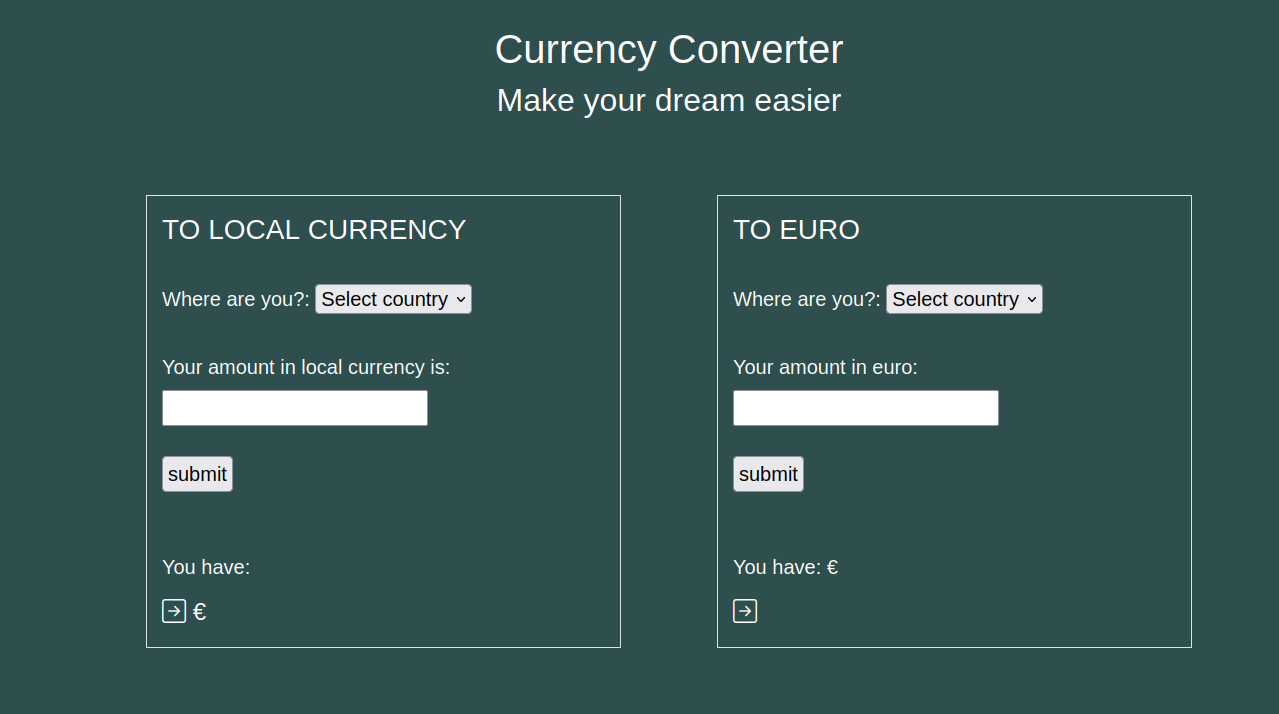 Currency Converter
Make your dream easier
TO LOCAL CURRENCY
Where are you?: Select country
Your amount in local currency is:
submit
You have:
€
TO EURO
Where are you?: Select country
Your amount in euro:
submit
You have: €